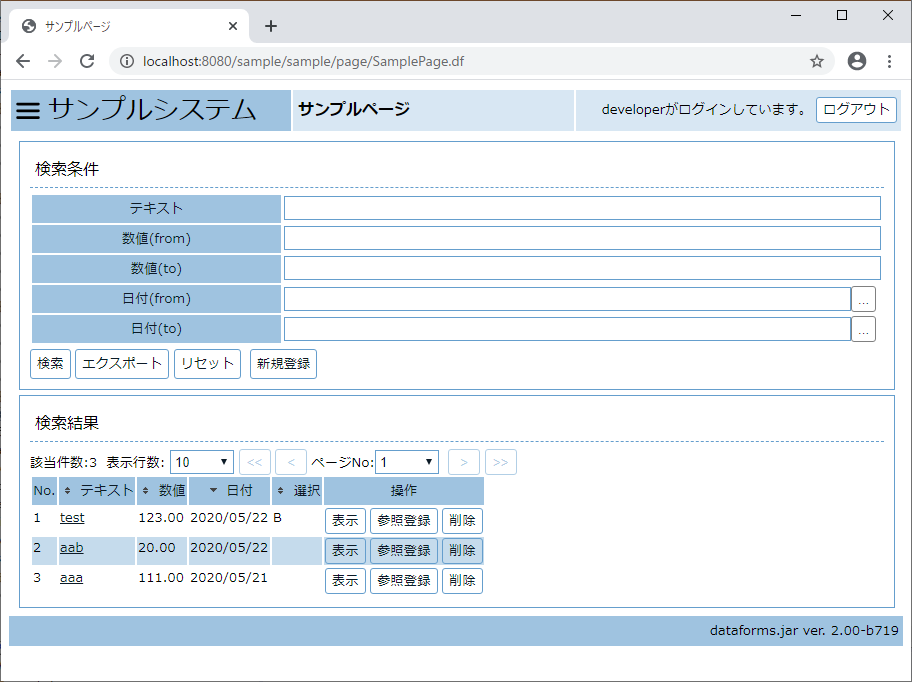 サンプルページ
localhost:8080/sample/sample/page/SamplePage.df
サンプルシステム サンプルページ developerがログインしています。 ログアウト
検索条件
テキスト
数値(from)
数値(to)
日付(from) ...
日付(to) ...
検索 エクスポート リセット 新規登録
検索結果
該当件数:3 表示行数: 10 << < ページNo: 1 > >>
No. テキスト 数値 日付 選択 操作
1 test 123.00 2020/05/22 B 表示 参照登録 削除
2 aab 20.00 2020/05/22 表示 参照登録 削除
3 aaa 111.00 2020/05/21 表示 参照登録 削除
dataforms.jar ver. 2.00-b719